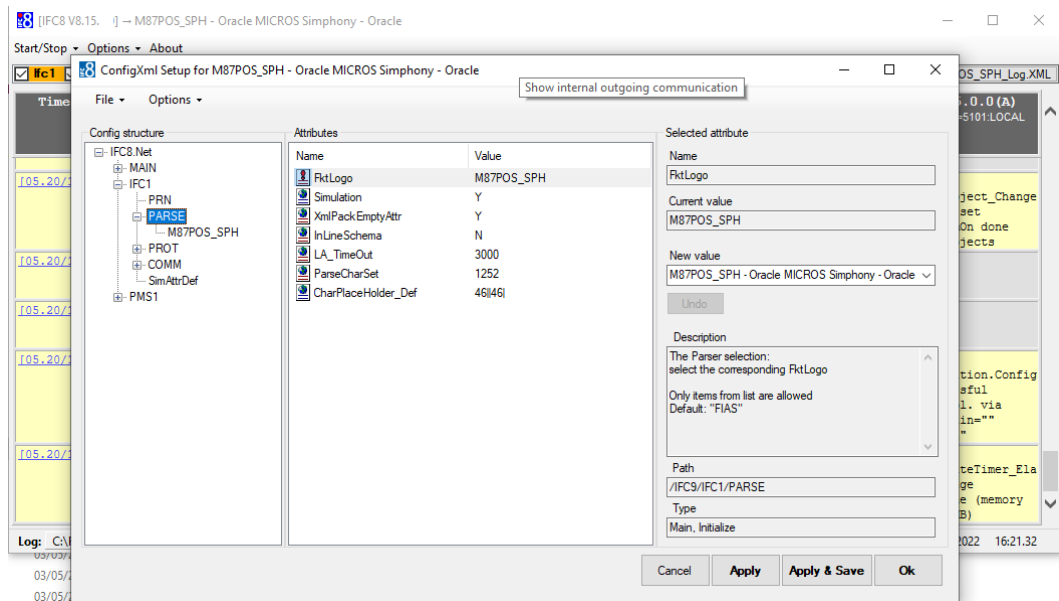 [IFC8 V8.15. ] → M87POS_SPH - Oracle MICROS Simphony - Oracle
Start/Stop Options About
Ifc1
OS_SPH_Log.XML
ConfigXml Setup for M87POS_SPH - Oracle MICROS Simphony - Oracle
Show internal outgoing communication
File Options
Time
.0.0(A)
=5101:LOCAL
Config structure
IFC8.Net
MAIN
IFC1
PRN
PARSE
M87POS_SPH
PROT
COMM
SimAttrDef
PMS1
Attributes
Name Value
FktLogo M87POS_SPH
Simulation Y
XmlPackEmptyAttr Y
InLineSchema N
LA_TimeOut 3000
ParseCharSet 1252
CharPlaceHolder_Def 46|46|
Selected attribute
Name
FktLogo
Current value
M87POS_SPH
New value
M87POS_SPH - Oracle MICROS Simphony - Oracle
Undo
Description
The Parser selection:
select the corresponding FktLogo
Only items from list are allowed
Default: "FIAS"
Path
/IFC9/IFC1/PARSE
Type
Main, Initialize
Cancel Apply Apply & Save Ok
[05.20/1
[05.20/1
[05.20/1
[05.20/1
[05.20/1
ject_Change
set
On done
jects
tion.Config
sful
l. via
in=""
"
teTimer_Ela
ge
e (memory
B)
Log: C:\
2022 16:21.32
03/05/2
03/05/2
03/05/2